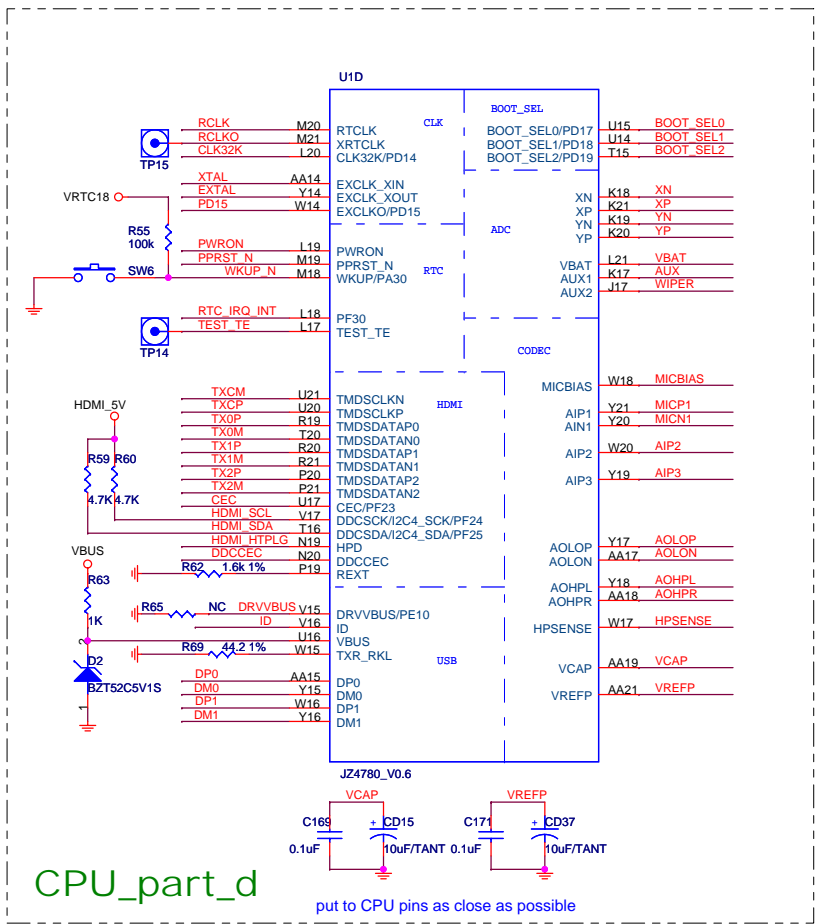 U1D
CLK
BOOT_SEL
RCLK M20 RTCLK
RCLKO M21 XRTCLK
CLK32K L20 CLK32K/PD14
TP15
BOOT_SEL0/PD17 U15 BOOT_SEL0
BOOT_SEL1/PD18 U14 BOOT_SEL1
BOOT_SEL2/PD19 T15 BOOT_SEL2
XTAL AA14 EXCLK_XIN
EXTAL Y14 EXCLK_XOUT
PD15 W14 EXCLKO/PD15
VRTC18
R55
100k
XN K18 XN
XP K21 XP
YN K19 YN
YP K20 YP
ADC
PWRON L19 PWRON
PPRST_N M19 PPRST_N
WKUP_N M18 WKUP/PA30
SW6
RTC
VBAT L21 VBAT
AUX1 K17 AUX
AUX2 J17 WIPER
RTC_IRQ_INT L18 PF30
TEST_TE L17 TEST_TE
TP14
CODEC
HDMI
MICBIAS W18 MICBIAS
AIP1 Y21 MICP1
AIN1 Y20 MICN1
AIP2 W20 AIP2
AIP3 Y19 AIP3
TXCM U21 TMDSCLKN
TXCP U20 TMDSCLKP
TX0P R19 TMDSDATAP0
TX0M T20 TMDSDATAN0
TX1P R20 TMDSDATAP1
TX1M R21 TMDSDATAN1
TX2P P20 TMDSDATAP2
TX2M P21 TMDSDATAN2
CEC U17 CEC/PF23
HDMI_SCL V17 DDCSCK/I2C4_SCK/PF24
HDMI_SDA T16 DDCSDA/I2C4_SDA/PF25
HDMI_HTPLG N19 HPD
DDCCEC N20 DDCCEC
R62 1.6k 1% P19 REXT
HDMI_5V
R59 R60
4.7K 4.7K
VBUS
R63
1K
AOLOP Y17 AOLOP
AOLON AA17 AOLON
AOHPL Y18 AOHPL
AOHPR AA18 AOHPR
HPSENSE W17 HPSENSE
VCAP AA19 VCAP
VREFP AA21 VREFP
R65 NC DRVVBUS V15 DRVVBUS/PE10
ID V16 ID
U16 VBUS
R69 44.2 1% W15 TXR_RKL
USB
2
D2
BZT52C5V1S
1
DP0 AA15 DP0
DM0 Y15 DM0
DP1 W16 DP1
DM1 Y16 DM1
JZ4780_V0.6
VCAP
C169
0.1uF
+ CD15
10uF/TANT
VREFP
C171
0.1uF
+ CD37
10uF/TANT
CPU_part_d
put to CPU pins as close as possible